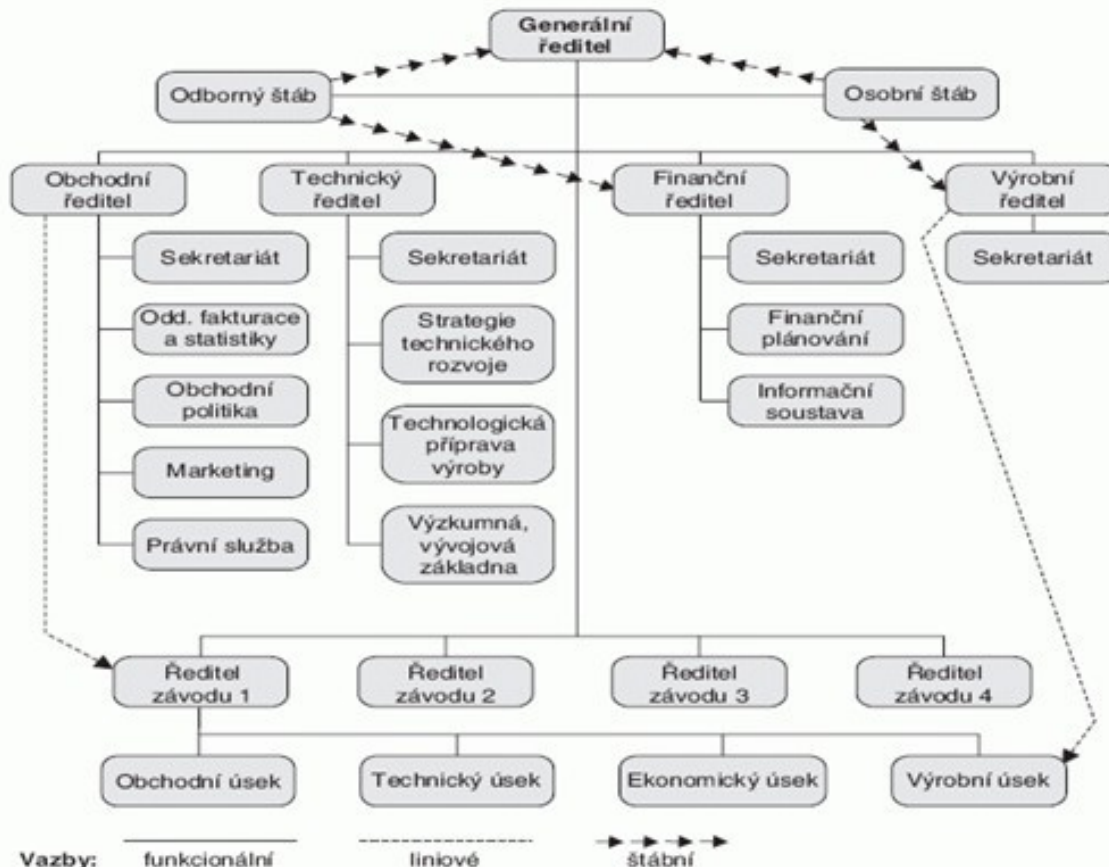 Generální
ředitel
Odborný štáb
Osobní štáb
Obchodní
ředitel
Technický
ředitel
Finanční
ředitel
Výrobní
ředitel
Sekretariát
Sekretariát
Sekretariát
Sekretariát
Odd. fakturace
a statistiky
Strategie
technického
rozvoje
Finanční
plánování
Obchodní
politika
Technologická
příprava
výroby
Informační
soustava
Marketing
Právní služba
Výzkumná,
vývojová
základna
Ředitel
závodu 1
Ředitel
závodu 2
Ředitel
závodu 3
Ředitel
závodu 4
Obchodní úsek
Technický úsek
Ekonomický úsek
Výrobní úsek
Vazby: funkcionální liniové štábní